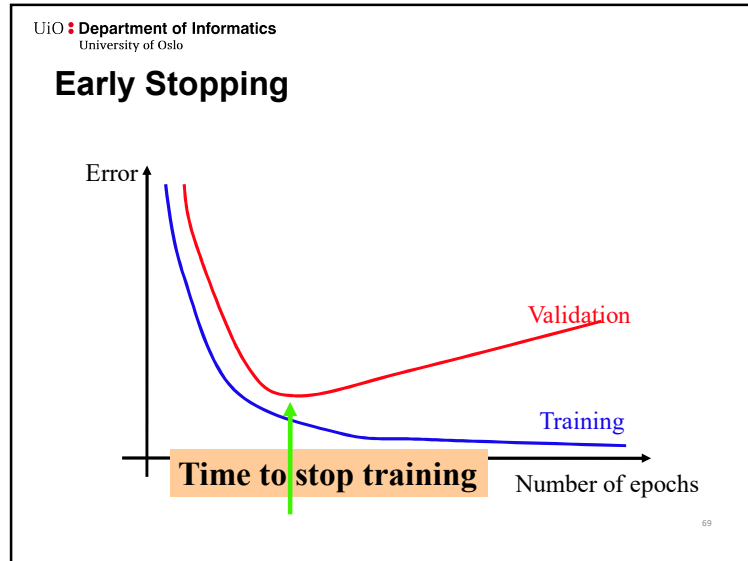 UiO Department of Informatics
University of Oslo
Early Stopping
Error
Validation
Training
Time to stop training
Number of epochs
69